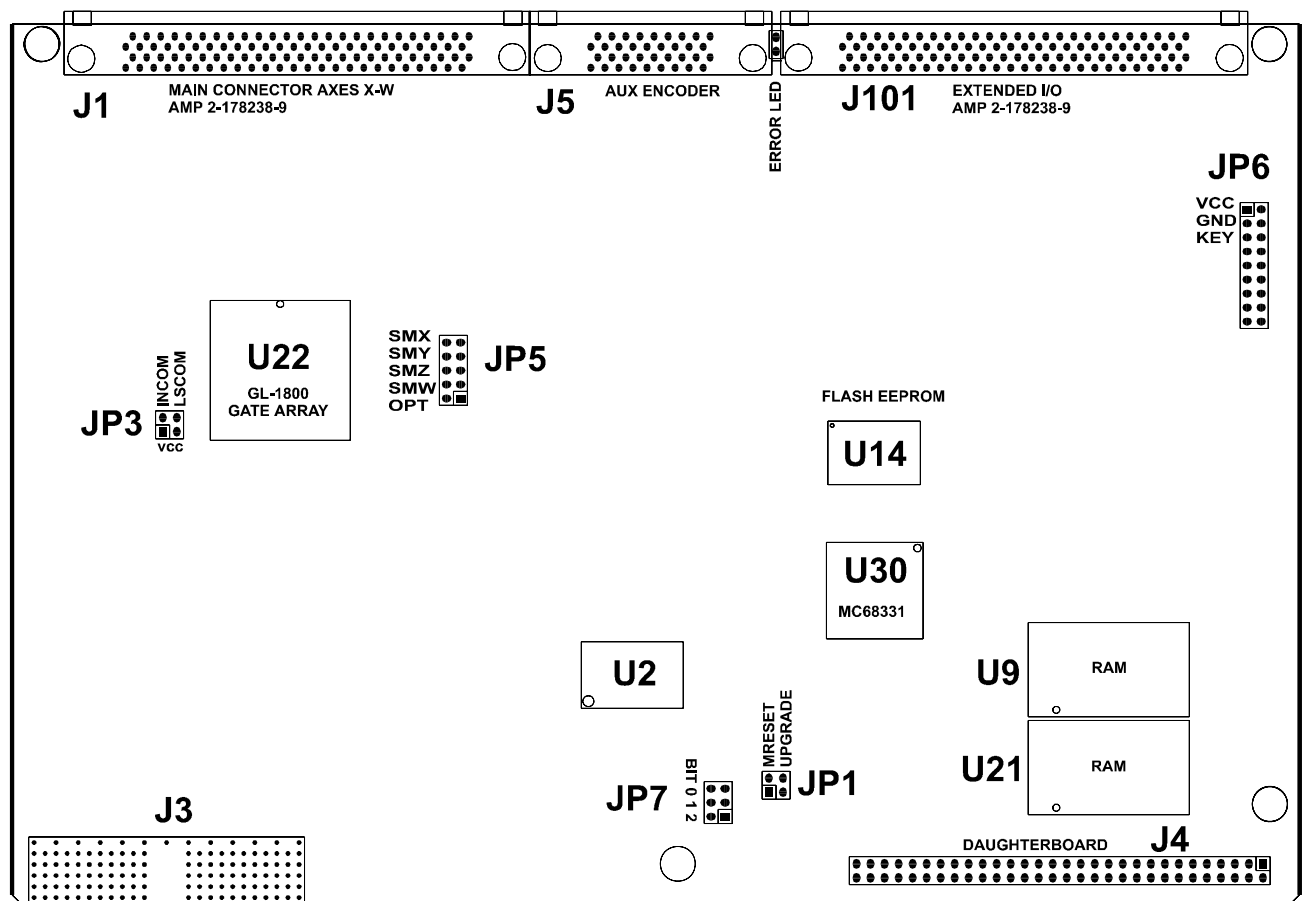 J1
MAIN CONNECTOR AXES X-W
AMP 2-178238-9
J5
AUX ENCODER
ERROR LED
J101
EXTENDED I/O
AMP 2-178238-9
JP6
VCC
GND
KEY
JP3
INCOM
LSCOM
VCC
U22
GL-1800
GATE ARRAY
SMX
SMY
SMZ
SMW
OPT
JP5
FLASH EEPROM
U14
U30
MC68331
U2
U9
RAM
U21
RAM
MRESET
UPGRADE
JP1
JP7
BIT 0 1 2
J3
DAUGHTERBOARD
J4